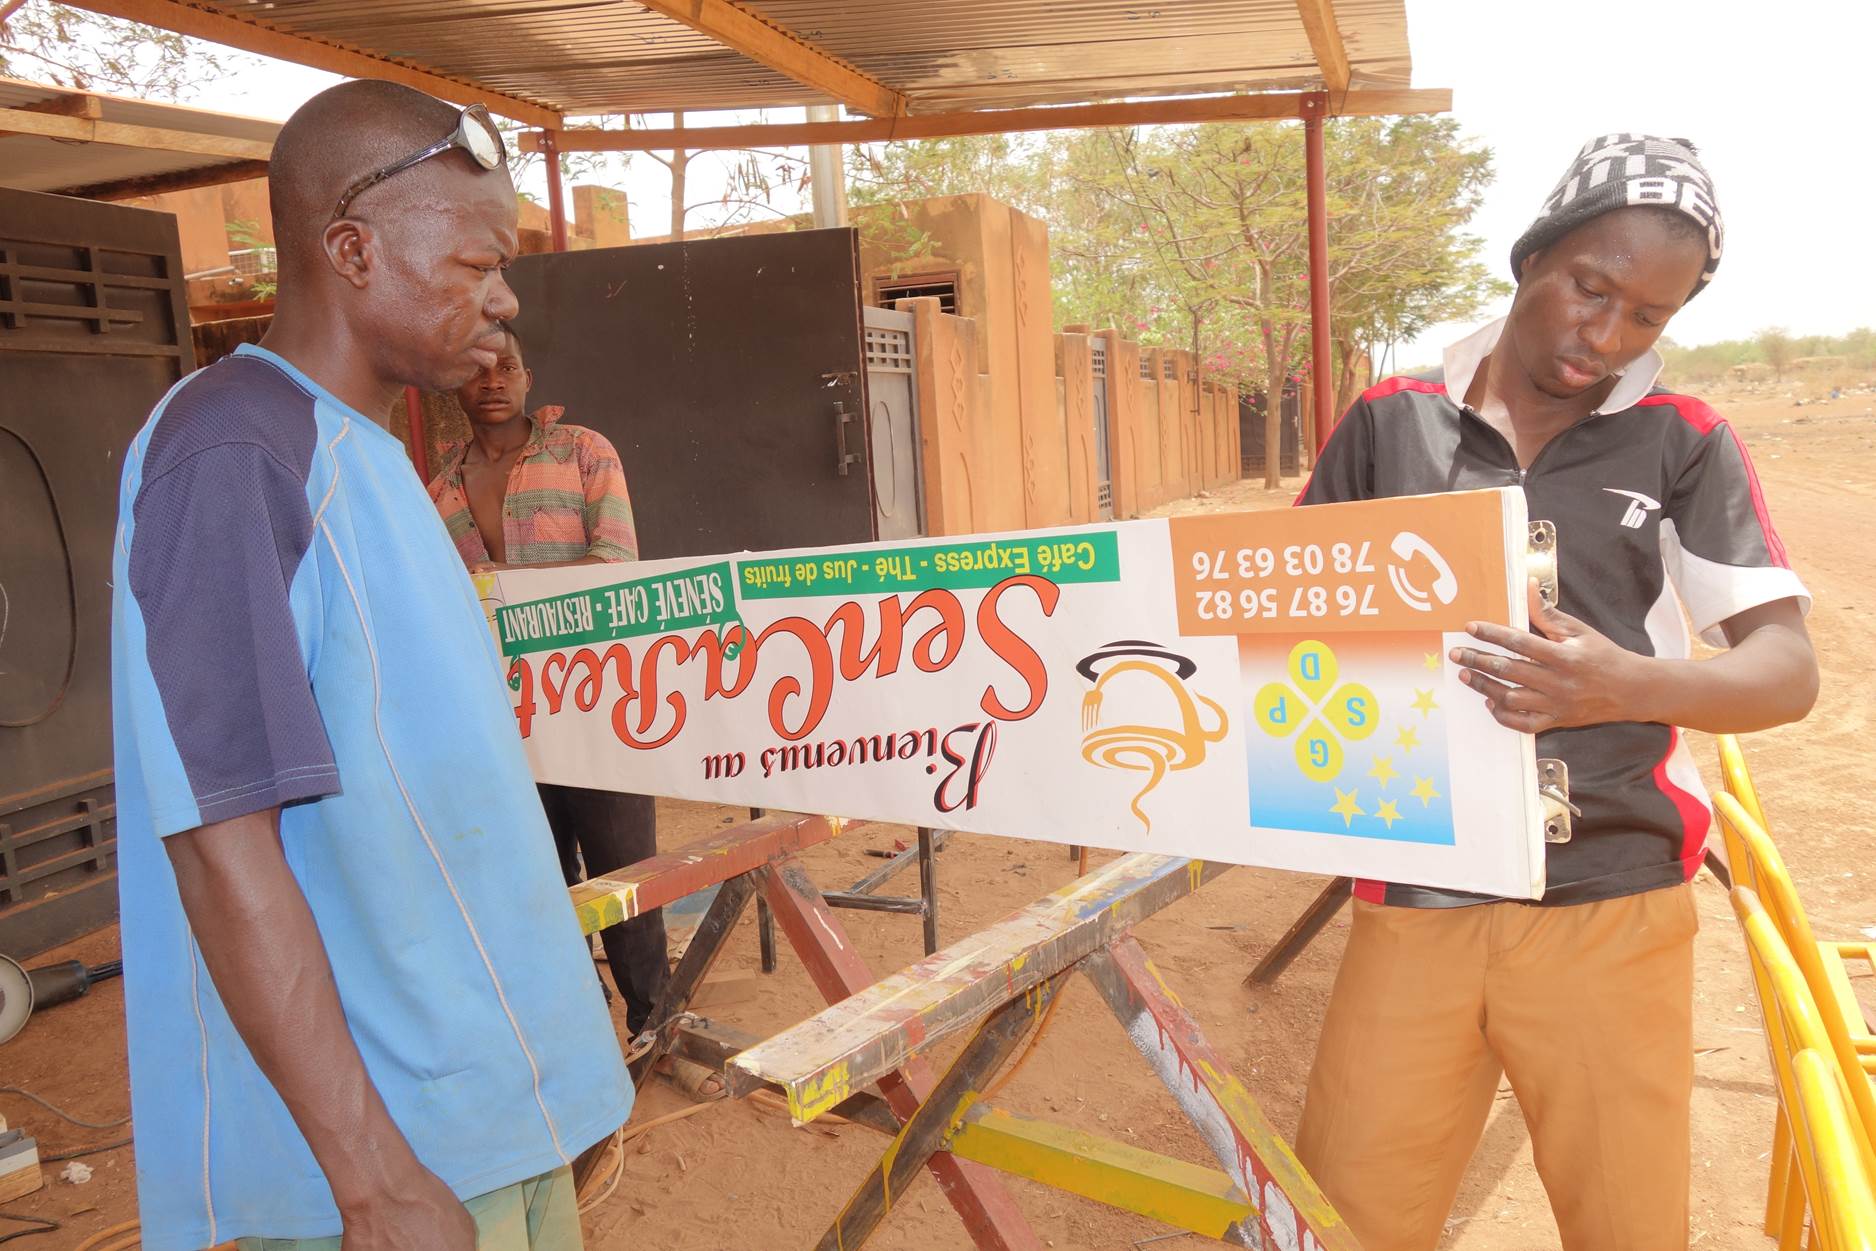 Bienvenus au
SenCaRest
SÉNEVÉ CAFÉ - RESTAURANT
Café Express - Thé - Jus de fruits
G
S P
D
76 87 56 82
78 03 63 76